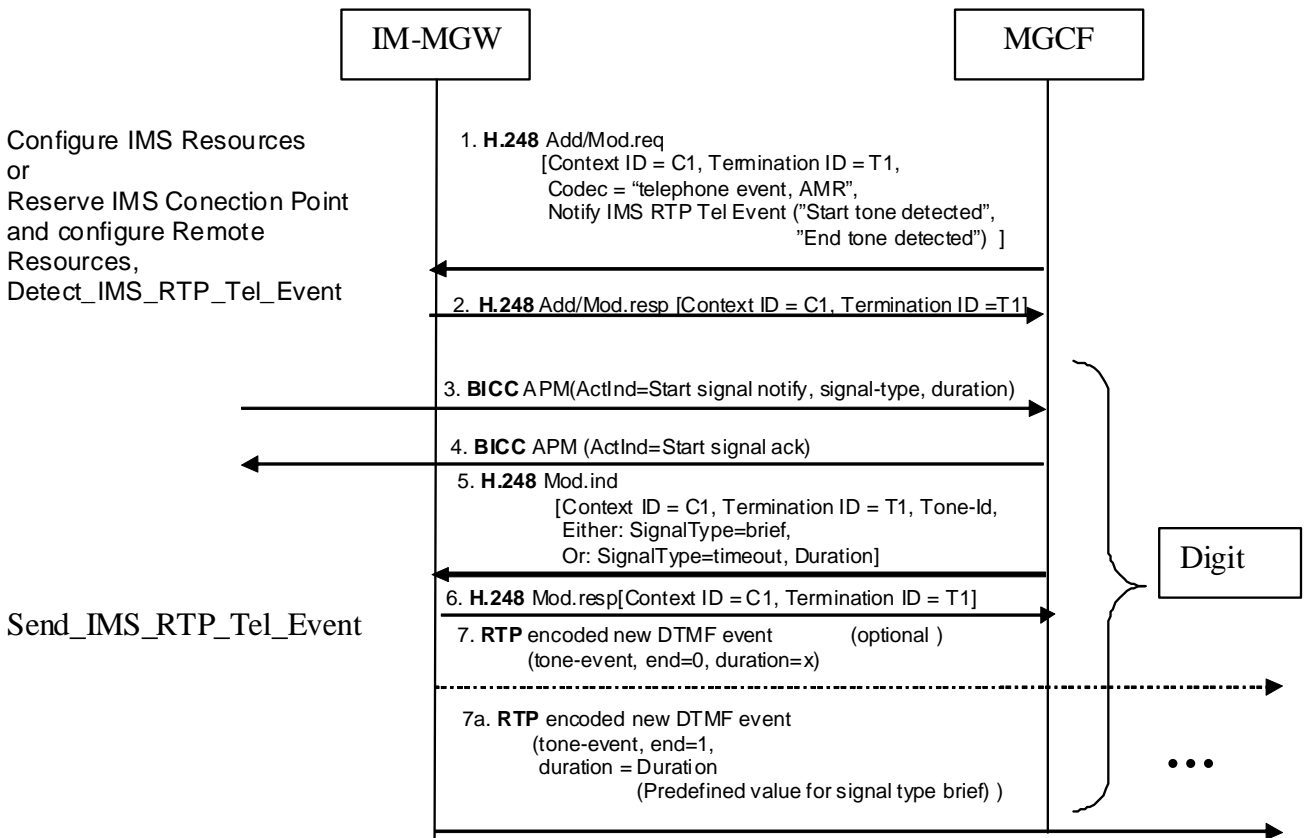 IM-MGW
MGCF
Configure IMS Resources
or
Reserve IMS Conection Point
and configure Remote
Resources,
Detect_IMS_RTP_Tel_Event
1. H.248 Add/Mod.req
[Context ID = C1, Termination ID = T1,
Codec = “telephone event, AMR”,
Notify IMS RTP Tel Event (”Start tone detected”,
”End tone detected”) ]
2. H.248 Add/Mod.resp [Context ID = C1, Termination ID =T1]
3. BICC APM(ActInd=Start signal notify, signal-type, duration)
4. BICC APM (ActInd=Start signal ack)
5. H.248 Mod.ind
[Context ID = C1, Termination ID = T1, Tone-Id,
Either: SignalType=brief,
Or: SignalType=timeout, Duration]
Digit
6. H.248 Mod.resp[Context ID = C1, Termination ID = T1]
Send_IMS_RTP_Tel_Event
7. RTP encoded new DTMF event (optional )
(tone-event, end=0, duration=x)
7a. RTP encoded new DTMF event
(tone-event, end=1,
duration = Duration
(Predefined value for signal type brief) )
...